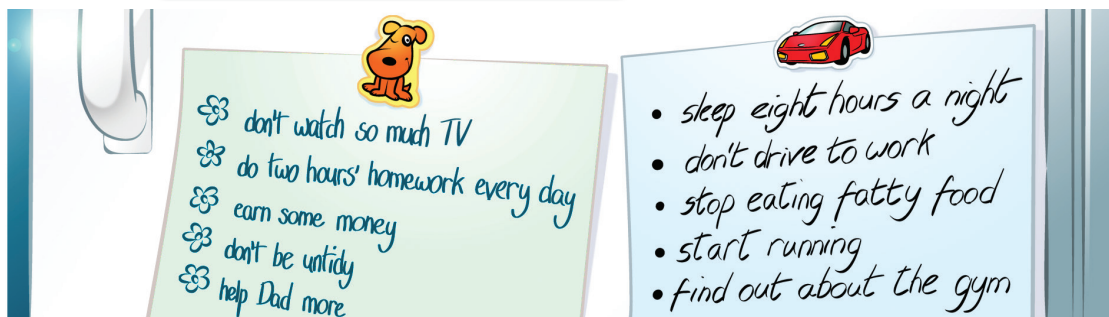 don't watch so much TV
do two hours' homework every day
earn some money
don't be untidy
help Dad more
• sleep eight hours a night
• don't drive to work
• stop eating fatty food
• start running
• find out about the gym